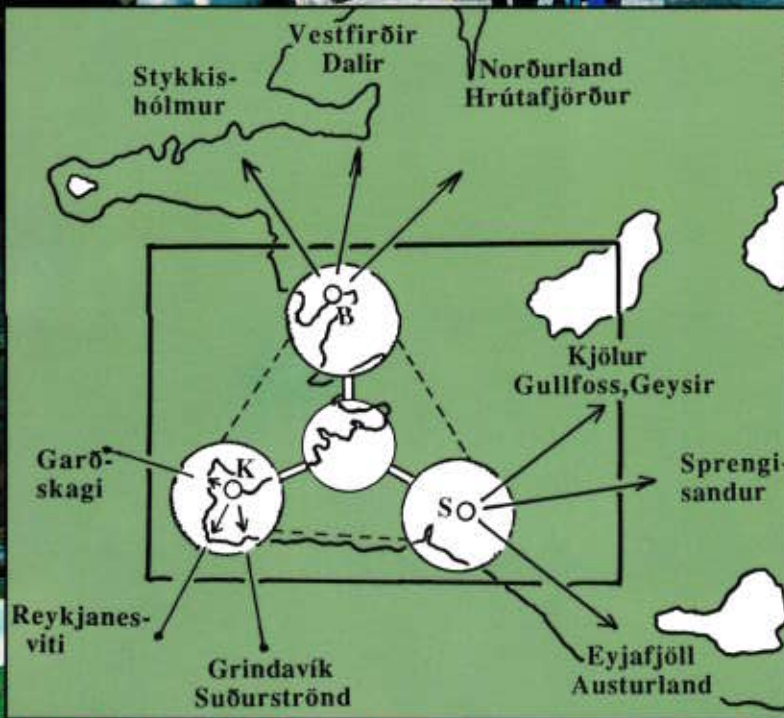 Vestfirðir
Dalir
Stykkis-
hólmur
Norðurland
Hrútafjörður
B
Kjölur
Gullfoss,Geysir
Garð-
skagi
K
S
Sprengi-
sandur
Reykjanes-
viti
Grindavík
Suðurströnd
Eyjafjöll
Austurland